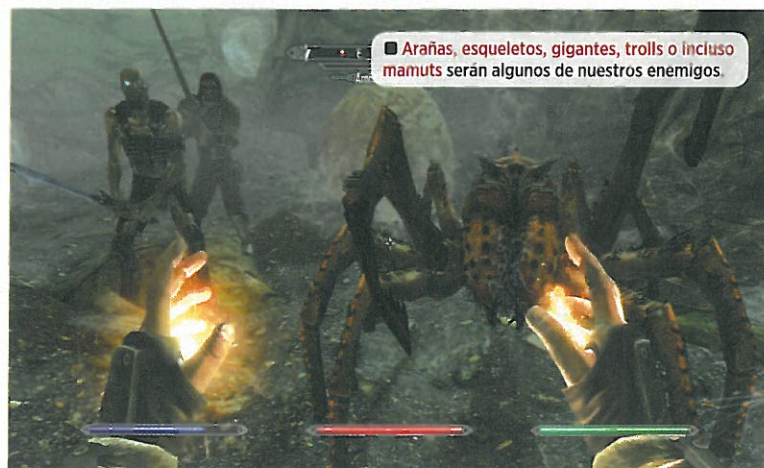 ■ Arañas, esqueletos, gigantes, trolls o incluso
mamuts serán algunos de nuestros enemigos.